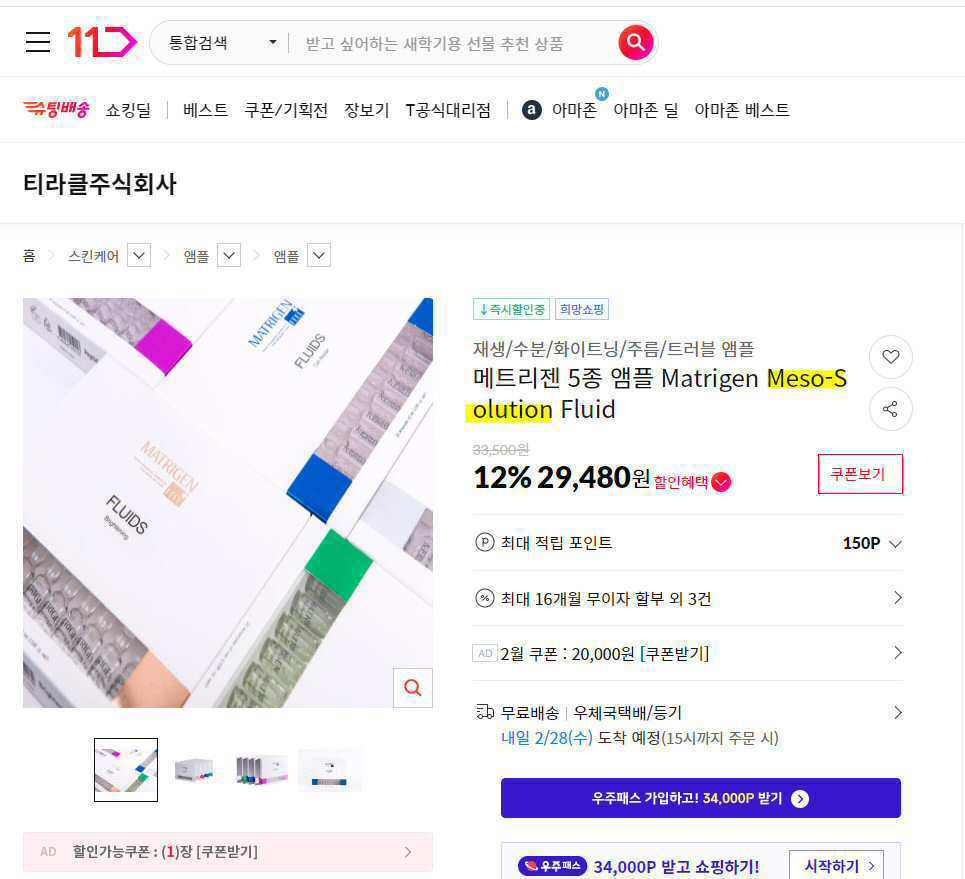 11
통합검색
받고 싶어하는 새학기용 선물 추천 상품
슈팅배송 쇼킹딜 베스트 쿠폰/기획전 장보기 T공식대리점 a 아마존 N 아마존 딜 아마존 베스트
티라클주식회사
홈 스킨케어 앰플 앰플
MATRIGEN
FLUIDS
MATRIGEN
FLUIDS
Brightening
↓즉시할인중 희망쇼핑
재생/수분/화이트닝/주름/트러블 앰플
메트리젠 5종 앰플 Matrigen Meso-S
olution Fluid
33,500원
12% 29,480원 할인혜택
쿠폰보기
P 최대 적립 포인트 150P
% 최대 16개월 무이자 할부 외 3건
AD 2월 쿠폰 : 20,000원 [쿠폰받기]
무료배송 우체국택배/등기
내일 2/28(수) 도착 예정(15시까지 주문 시)
우주패스 가입하고! 34,000P 받기
우주패스 34,000P 받고 쇼핑하기! 시작하기
AD 할인가능쿠폰 : (1)장 [쿠폰받기]